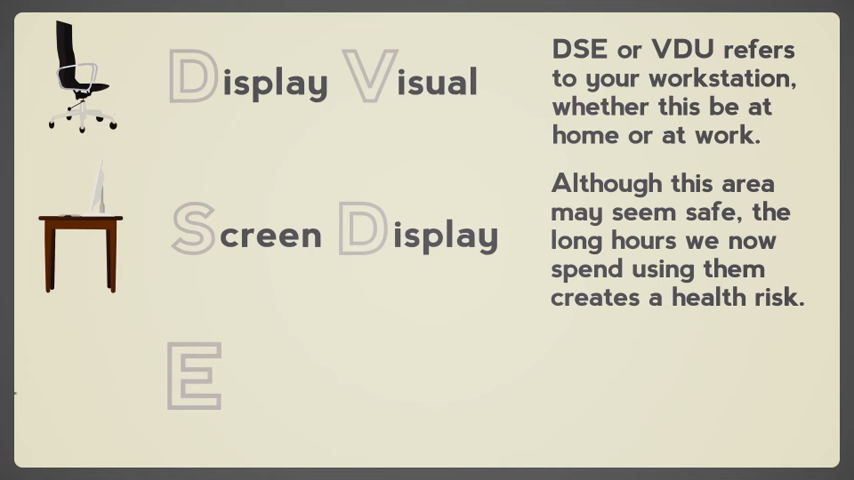 Display Visual
Screen Display
E
DSE or VDU refers
to your workstation,
whether this be at
home or at work.
Although this area
may seem safe, the
long hours we now
spend using them
creates a health risk.